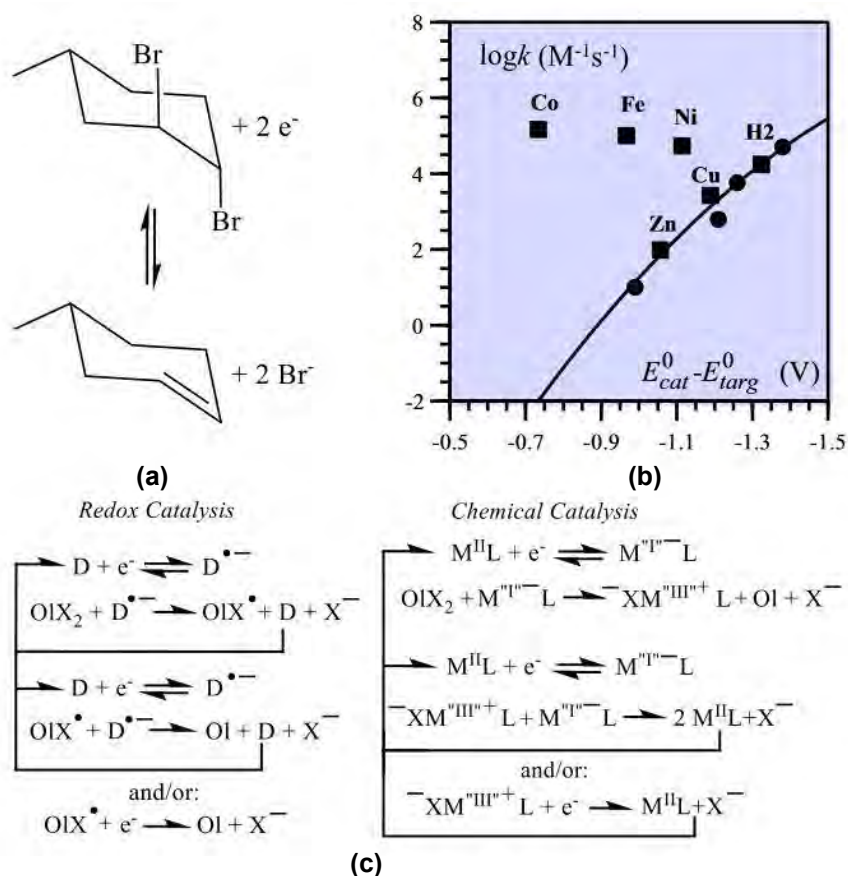 Br
+ 2 e-
Br
+ 2 Br-
(a)
8
6
4
2
0
-2
logk (M-1s-1)
Co
Fe
Ni
H2
Cu
Zn
E0cat-E0targ (V)
-0.5 -0.7 -0.9 -1.1 -1.3 -1.5
(b)
Redox Catalysis
D + e- ⇌ D•−
OlX2 + D•− → OlX• + D + X−
D + e- ⇌ D•−
OlX• + D•− → Ol + D + X−
and/or:
OlX• + e- → Ol + X−
Chemical Catalysis
MIIL + e- ⇌ M"I"−L
OlX2 + M"I"−L → −XM"III"+ L + Ol + X−
MIIL + e- ⇌ M"I"−L
−XM"III"+ L + M"I"−L → 2 MIIL+X−
and/or:
−XM"III"+ L + e- → MIIL+X−
(c)